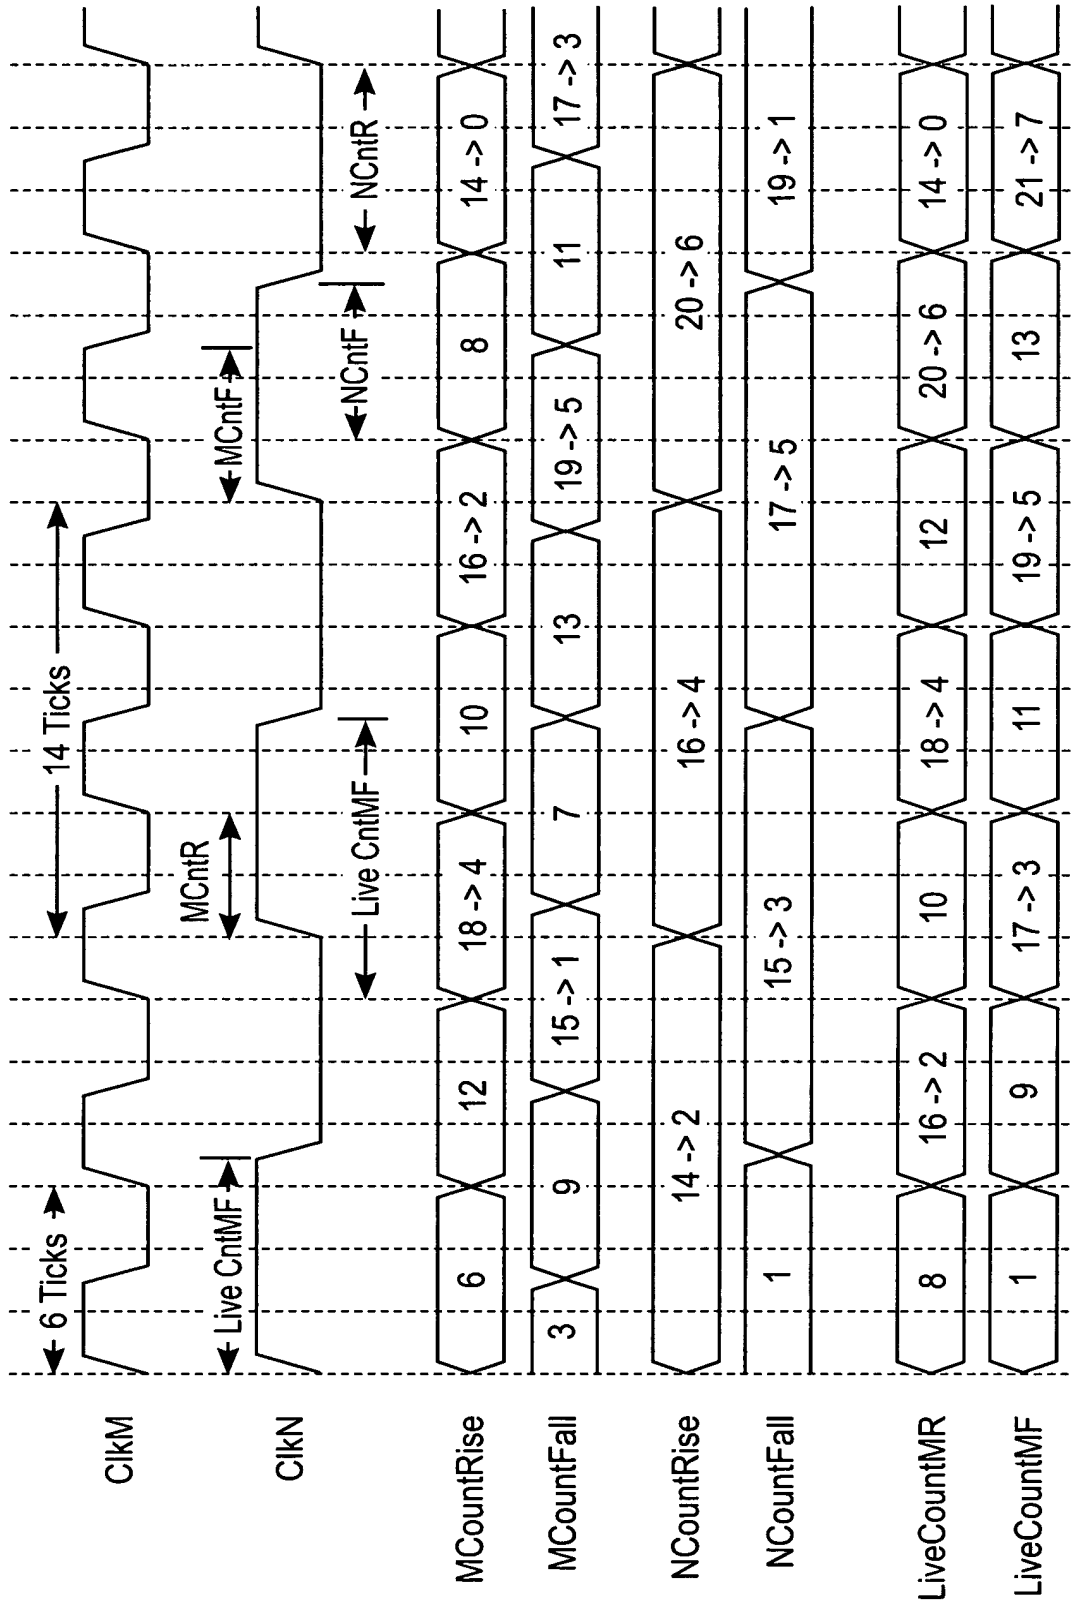 ClkM
6 Ticks
14 Ticks
ClkN
Live CntMF
MCntR
Live CntMF
MCntF
NCntF
NCntR
MCountRise
6
12
18 -> 4
10
16 -> 2
8
14 -> 0
MCountFall
3
9
15 -> 1
7
13
19 -> 5
11
17 -> 3
NCountRise
14 -> 2
16 -> 4
20 -> 6
NCountFall
1
15 -> 3
17 -> 5
19 -> 1
LiveCountMR
8
16 -> 2
10
18 -> 4
12
20 -> 6
14 -> 0
LiveCountMF
1
9
17 -> 3
11
19 -> 5
13
21 -> 7